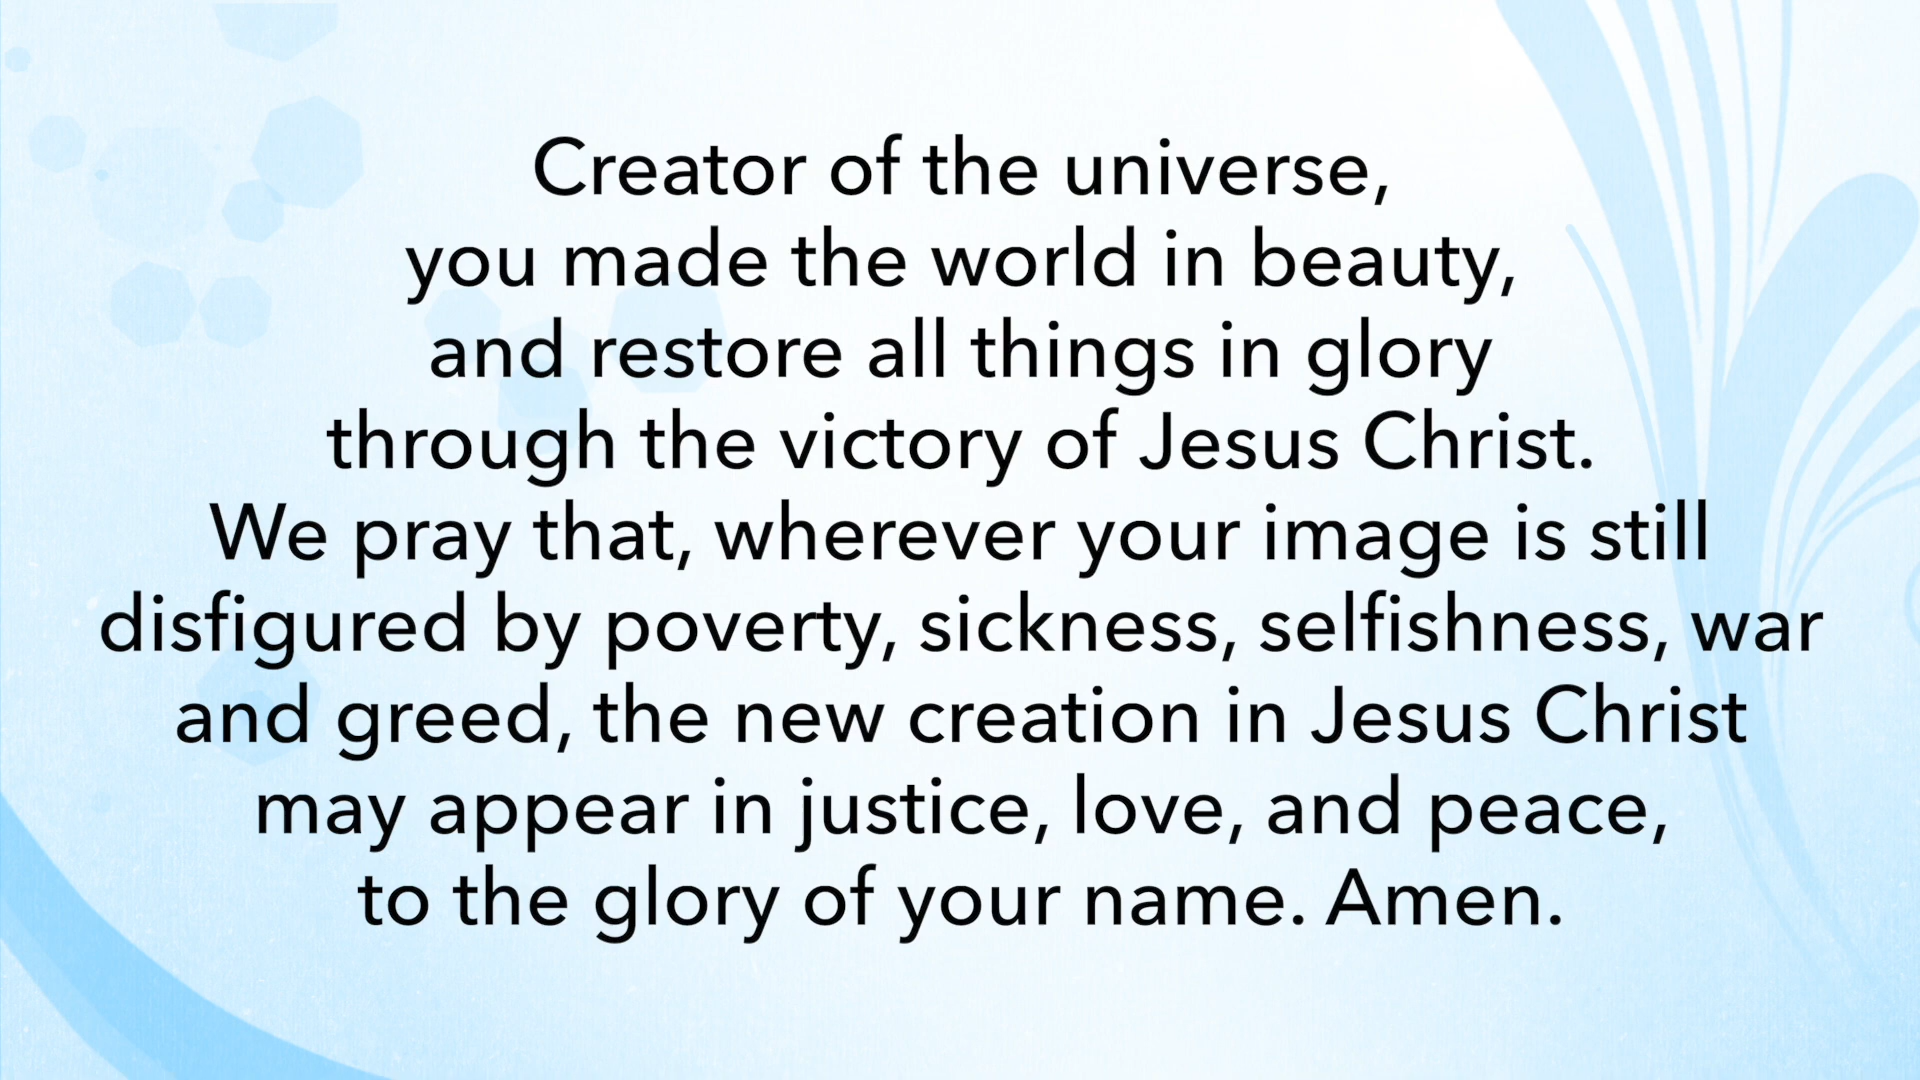 Creator of the universe,
you made the world in beauty,
and restore all things in glory
through the victory of Jesus Christ.
We pray that, wherever your image is still
disfigured by poverty, sickness, selfishness, war
and greed, the new creation in Jesus Christ
may appear in justice, love, and peace,
to the glory of your name. Amen.